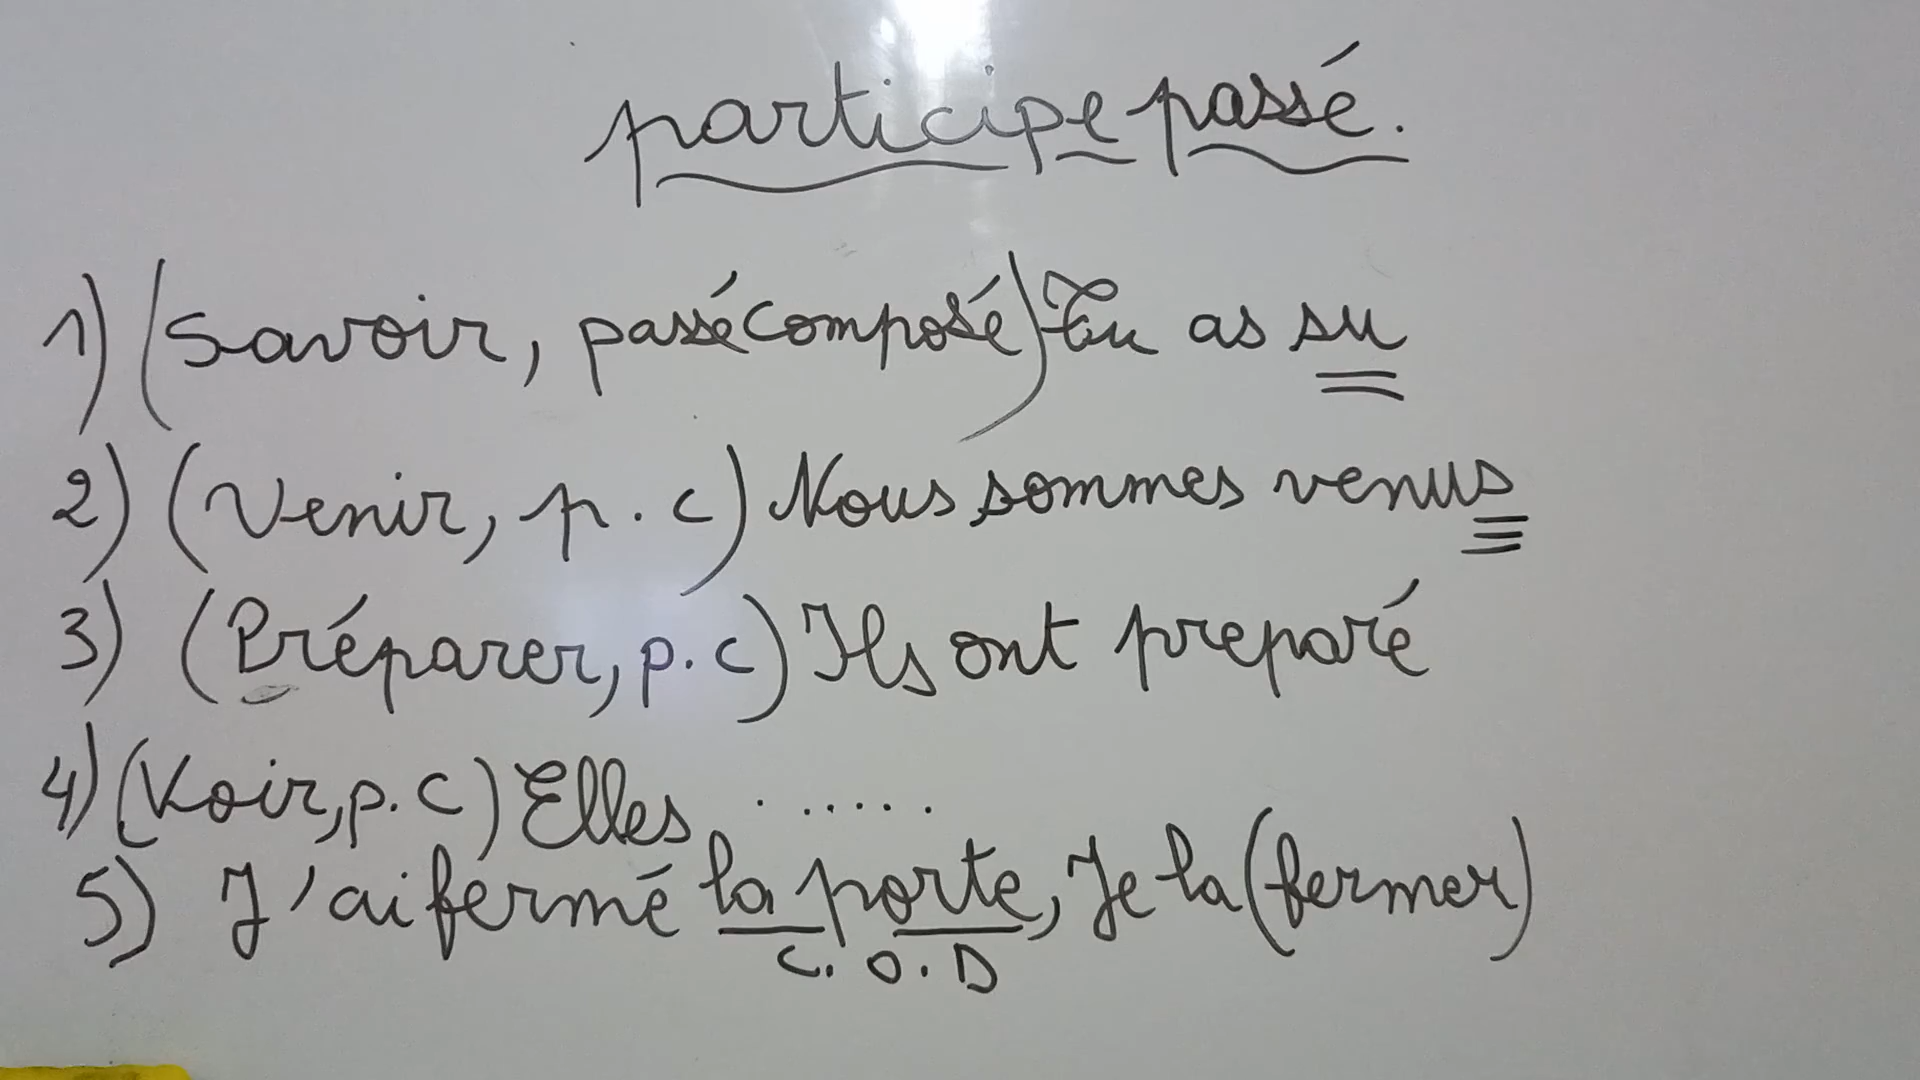 participe passé.
1) (Savoir, passé composé) Tu as su
2) (Venir, p.c) Nous sommes venus
3) (Préparer, p.c) Ils ont preparé
4) (Voir, p.c) Elles ......
5) J'ai fermé la porte, Je la (fermer)
C.O.D